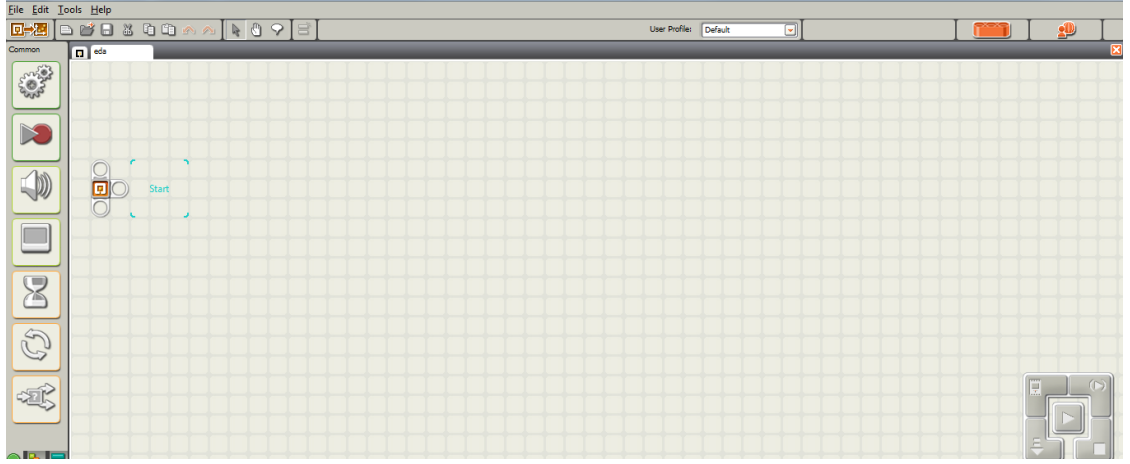 File Edit Tools Help
User Profile: Default
Common
eda
Start